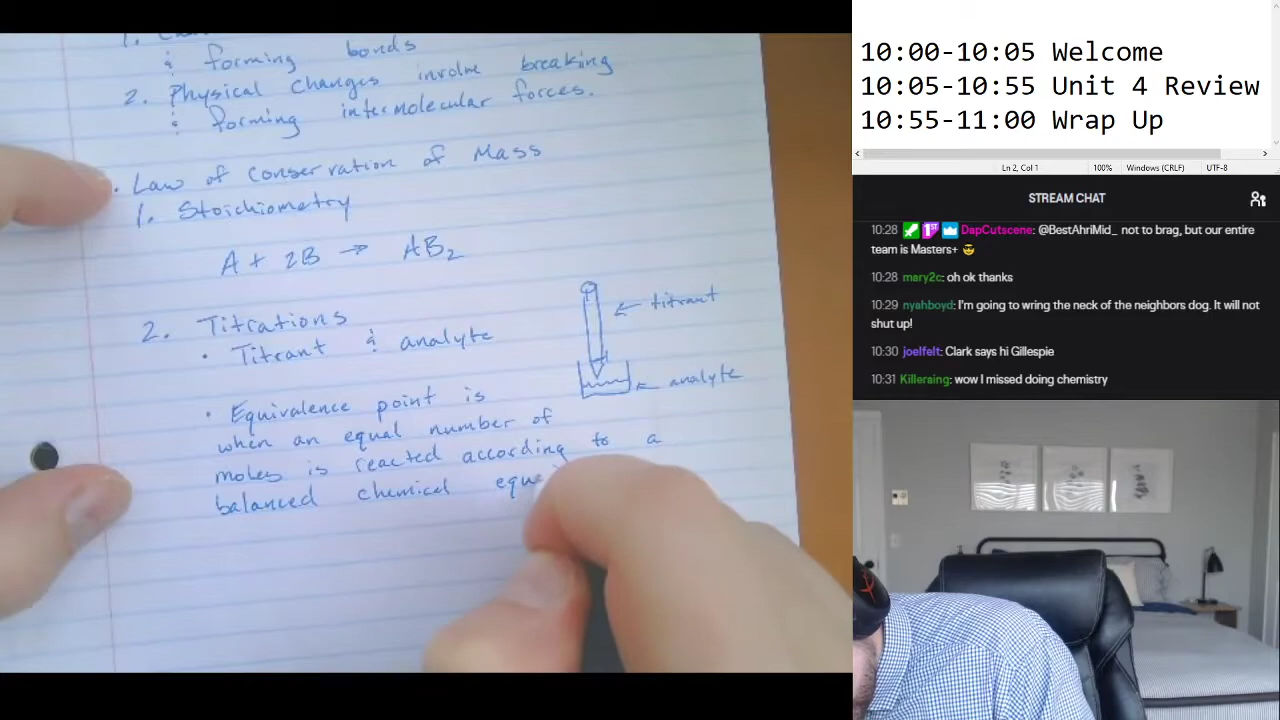 & forming bonds
2. Physical changes involve breaking
& forming intermolecular forces.
. Law of conservation of Mass
1. Stoichiometry
A + 2B → AB2
2. Titrations
• Titrant & analyte
← titrant
← analyte
• Equivalence point is
when an equal number of
moles is reacted according to a
balanced chemical equ
10:00-10:05 Welcome
10:05-10:55 Unit 4 Review
10:55-11:00 Wrap Up
Ln 2, Col 1
100%
Windows (CRLF)
UTF-8
STREAM CHAT
10:28 1ST DapCutscene: @BestAhriMid_ not to brag, but our entire
team is Masters+ 😎
10:28 mary2c: oh ok thanks
10:29 nyahboyd: I'm going to wring the neck of the neighbors dog. It will not
shut up!
10:30 joelfelt: Clark says hi Gillespie
10:31 Killeraing: wow I missed doing chemistry